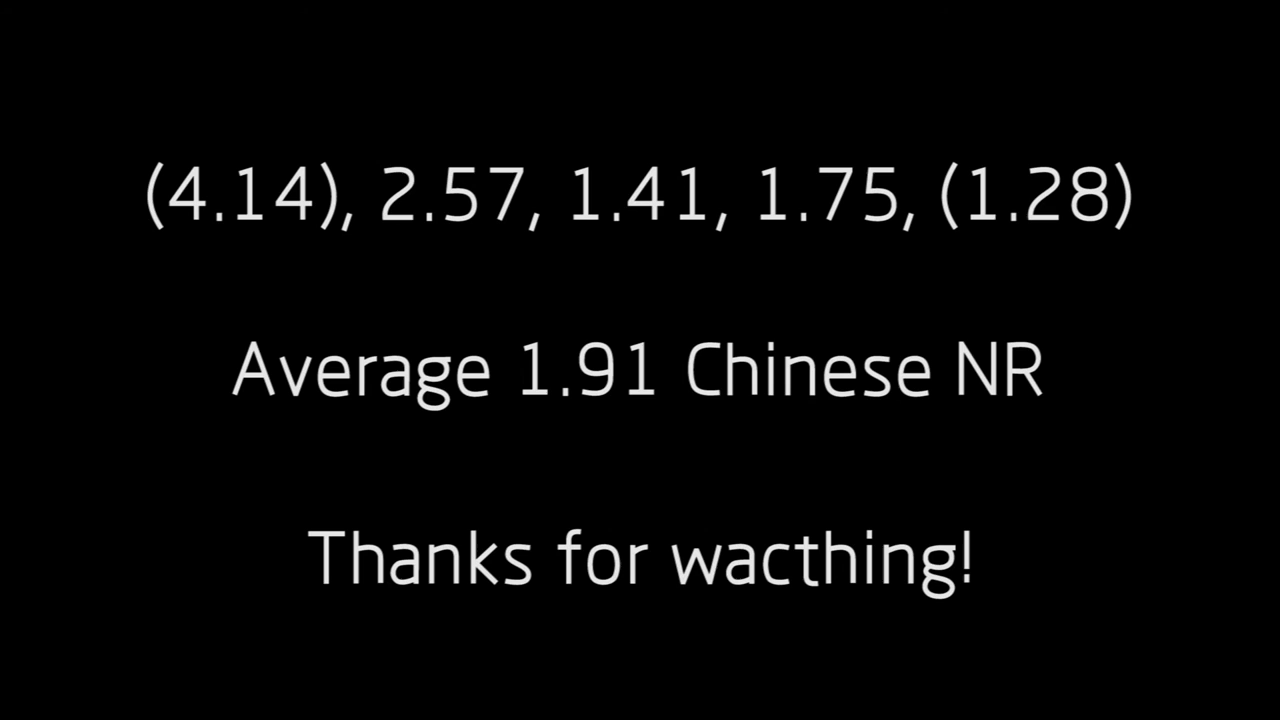 (4.14), 2.57, 1.41, 1.75, (1.28)
Average 1.91 Chinese NR
Thanks for wacthing!